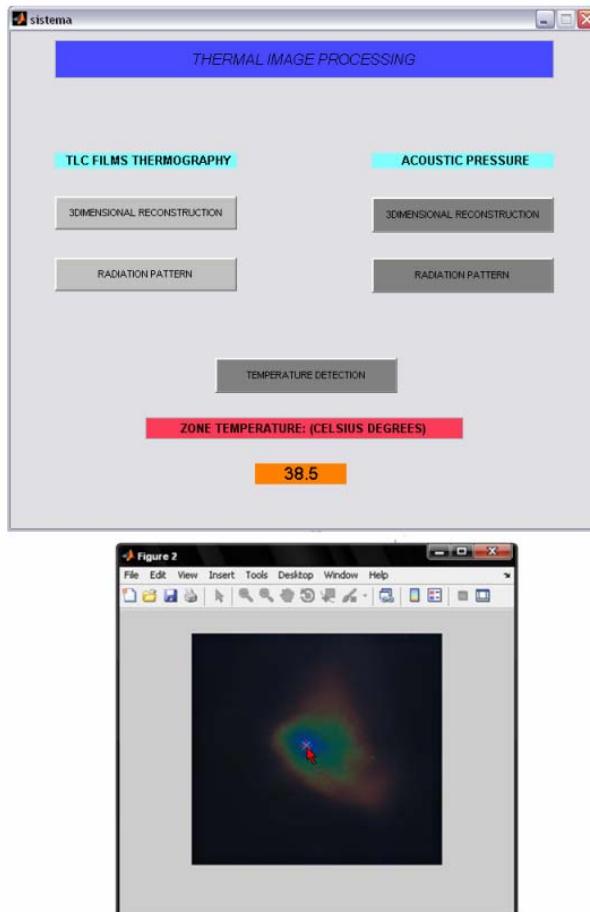 sistema
THERMAL IMAGE PROCESSING
TLC FILMS THERMOGRAPHY
ACOUSTIC PRESSURE
3DIMENSIONAL RECONSTRUCTION
3DIMENSIONAL RECONSTRUCTION
RADIATION PATTERN
RADIATION PATTERN
TEMPERATURE DETECTION
ZONE TEMPERATURE: (CELSIUS DEGREES)
38.5
Figure 2
File Edit View Insert Tools Desktop Window Help